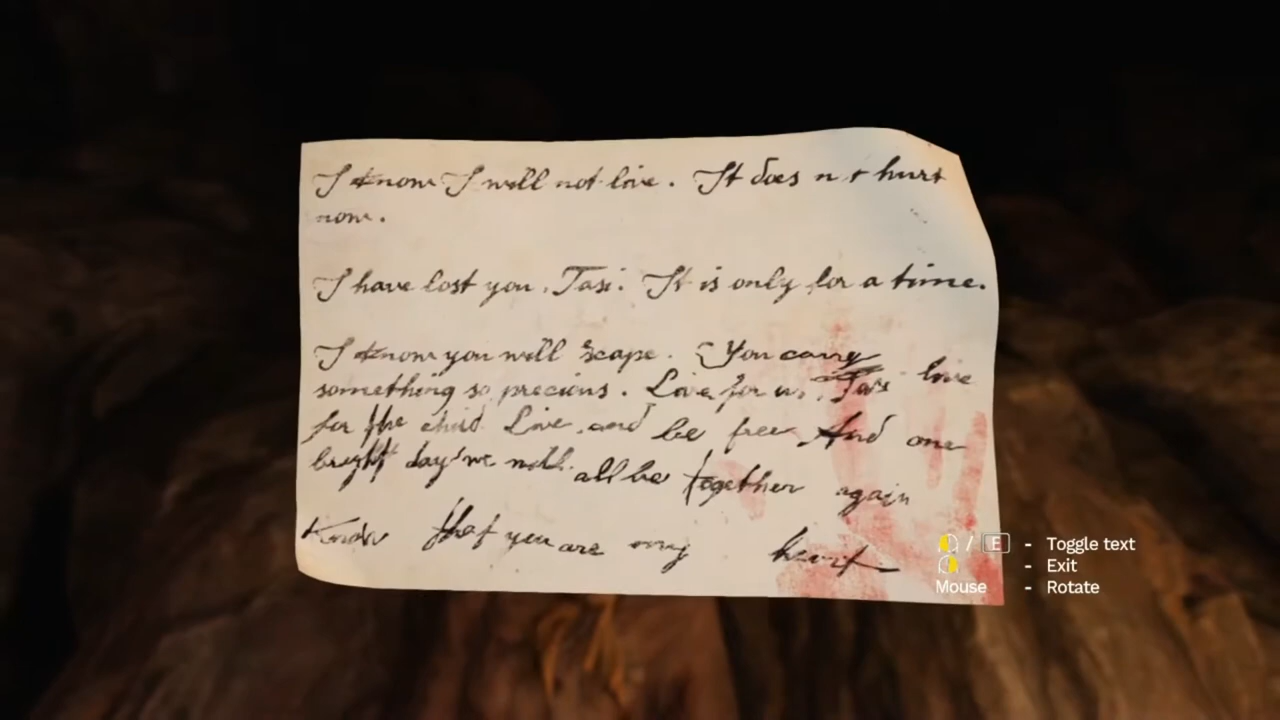 I know I will not live. It does not hurt
now.
I have lost you, Tasi. It is only for a time.
I know you will scape. You carry
something so precious. Live for us, Tasi live
for the child. Live, and be free And one
bright day we will all be together again
Know that you are my heart
/ E - Toggle text
- Exit
Mouse - Rotate